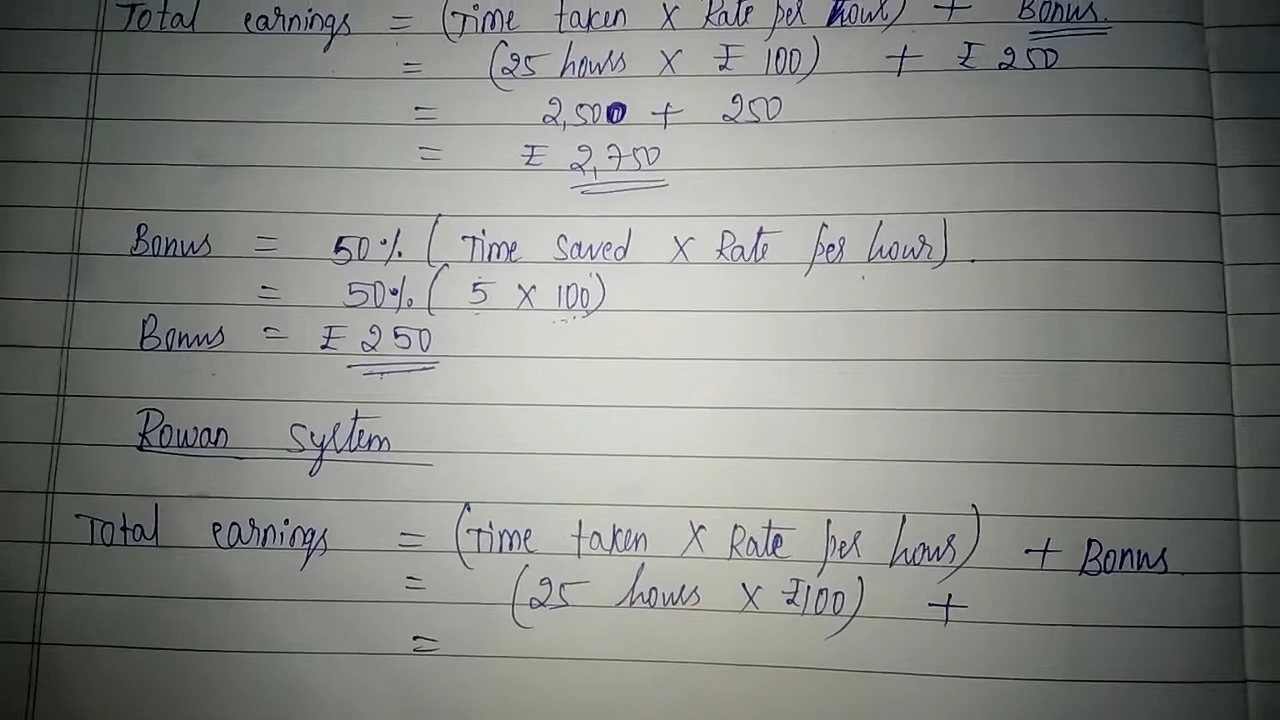 Total earnings = (Time taken X Rate per hour) + Bonus.
= (25 hours X ₹ 100) + ₹ 250
= 2,500 + 250
= ₹ 2,750
Bonus = 50% ( Time Saved X Rate per hour).
= 50% ( 5 X 100)
Bonus = ₹ 250
Rowan System
Total earnings = (Time taken X Rate per hour) + Bonus
= (25 hours X ₹100) +
=